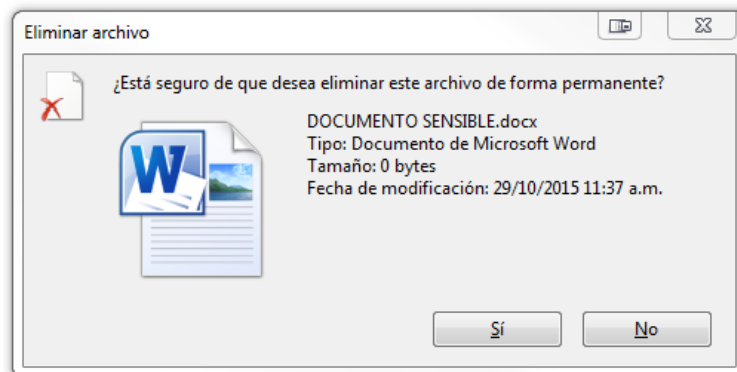 Eliminar archivo
¿Está seguro de que desea eliminar este archivo de forma permanente?
DOCUMENTO SENSIBLE.docx
Tipo: Documento de Microsoft Word
Tamaño: 0 bytes
Fecha de modificación: 29/10/2015 11:37 a.m.
W
Sí
No